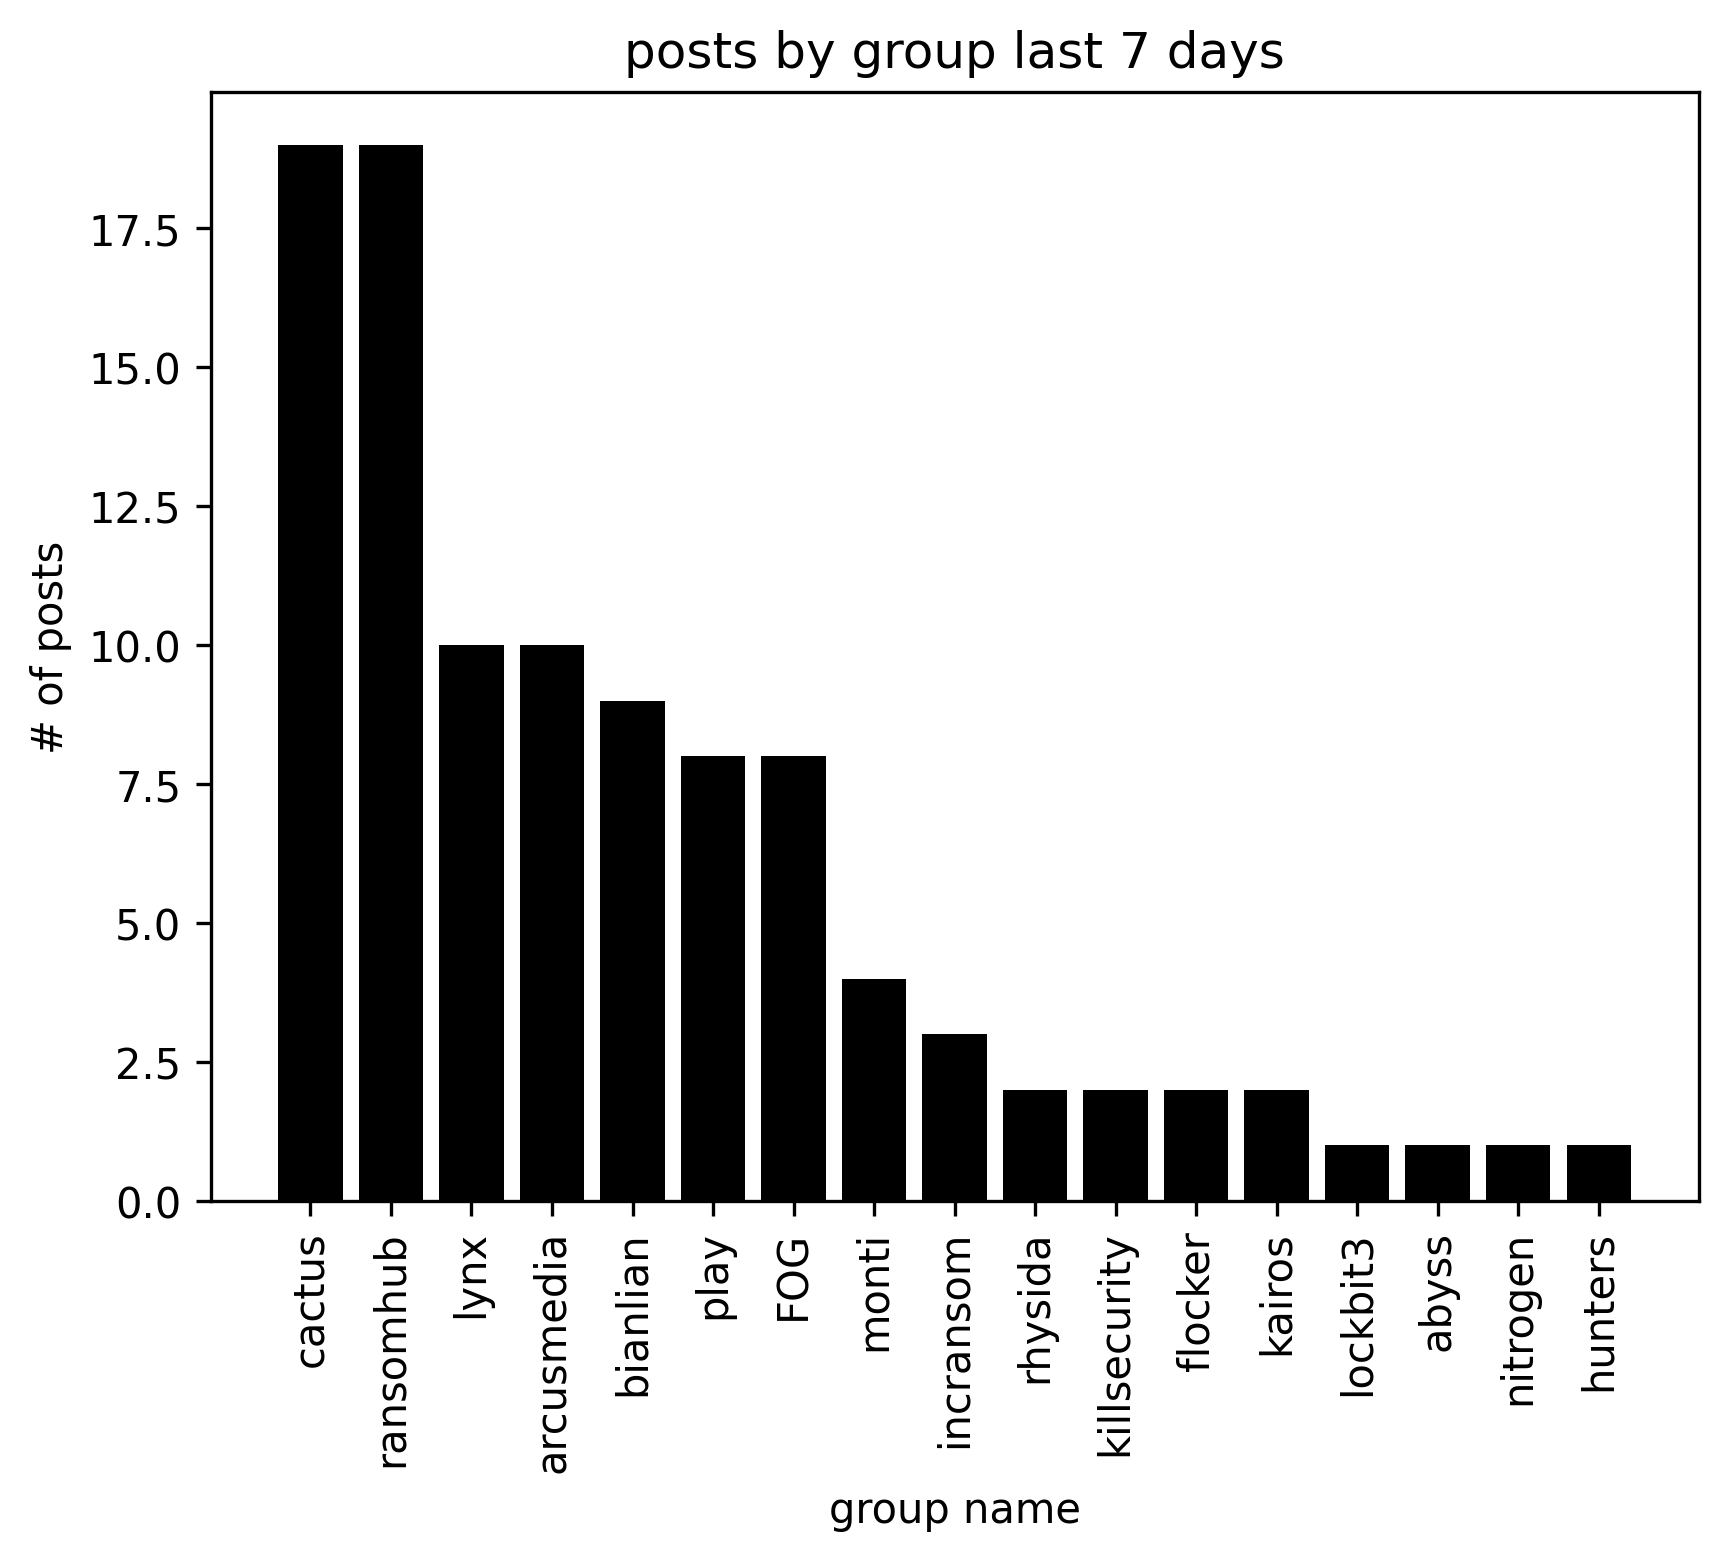 posts by group last 7 days
# of posts
17.5
15.0
12.5
10.0
7.5
5.0
2.5
0.0
cactus
ransomhub
lynx
arcusmedia
bianlian
play
FOG
monti
incransom
rhysida
killsecurity
flocker
kairos
lockbit3
abyss
nitrogen
hunters
group name